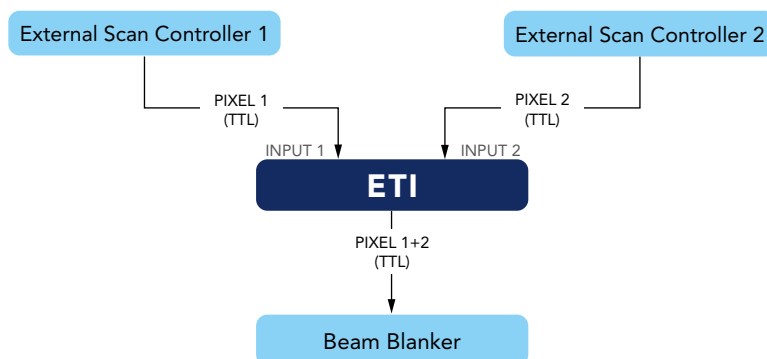 External Scan Controller 1
External Scan Controller 2
PIXEL 1
(TTL)
PIXEL 2
(TTL)
INPUT 1
INPUT 2
ETI
PIXEL 1+2
(TTL)
Beam Blanker